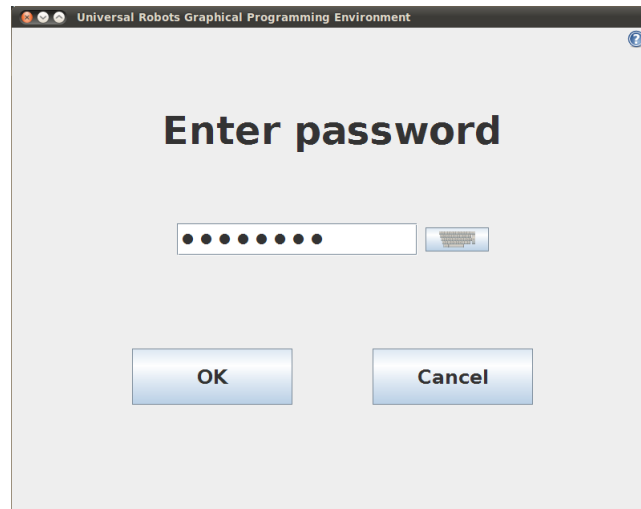 Universal Robots Graphical Programming Environment
?
Enter password
●●●●●●●●
OK
Cancel